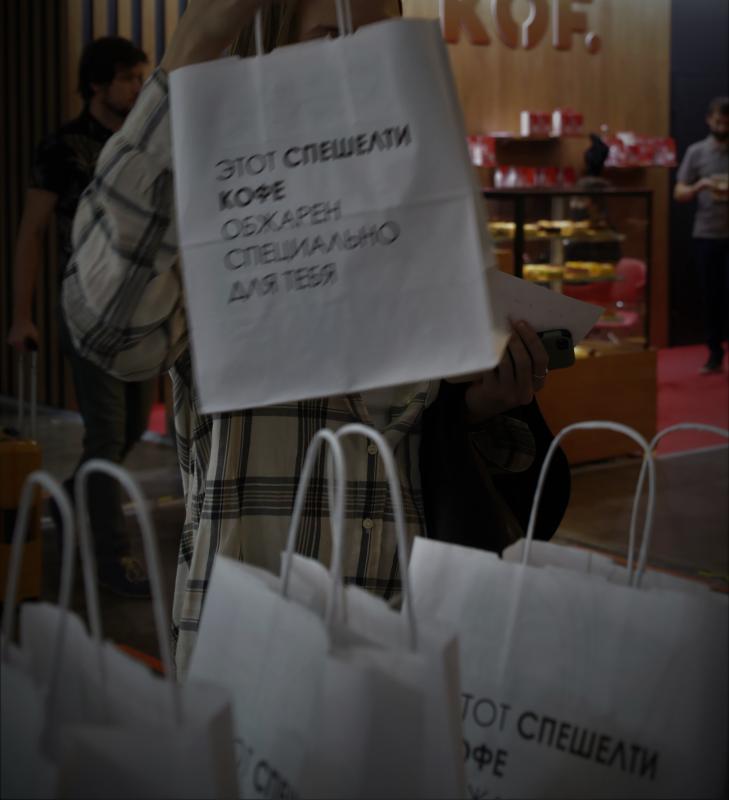 KOF.
ЭТОТ СПЕШЕЛТИ
КОФЕ
ОБЖАРЕН
СПЕЦИАЛЬНО
ДЛЯ ТЕБЯ
ТОТ СПЕШЕЛТИ
ОФЕ